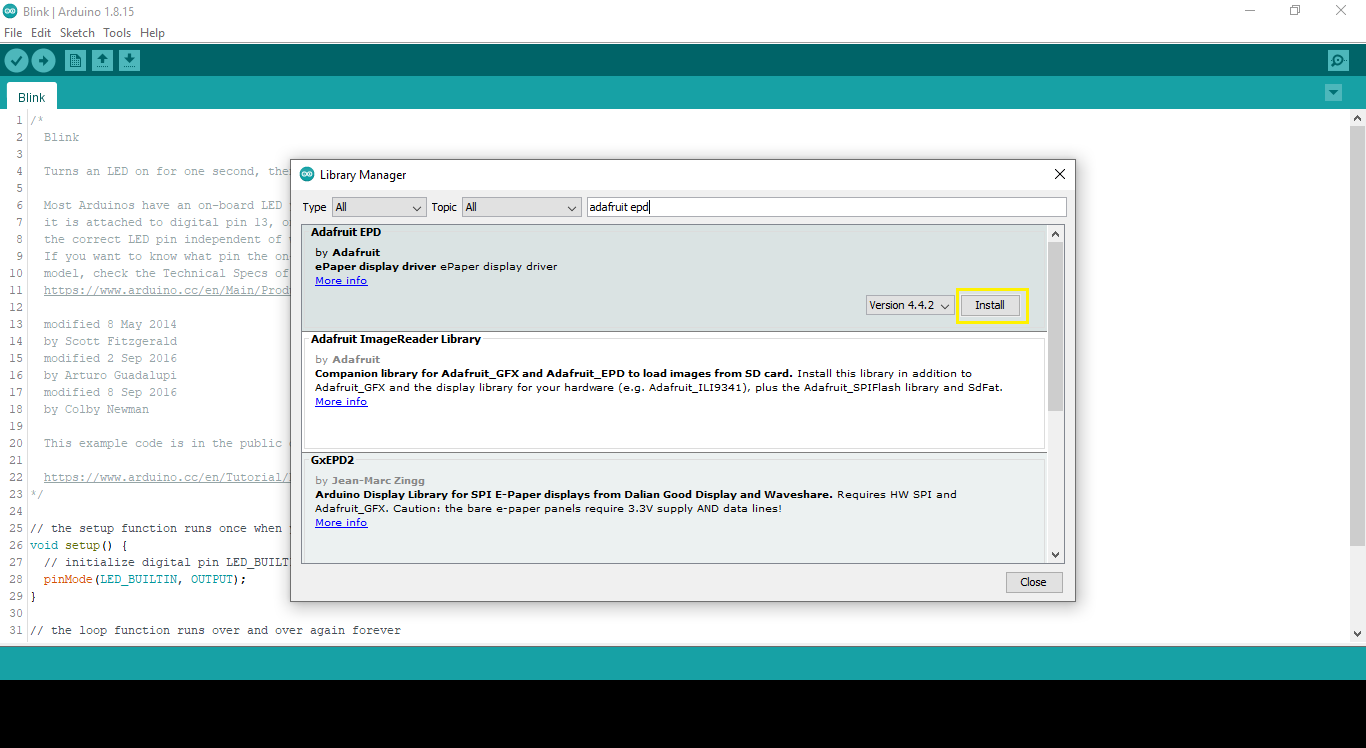 Blink | Arduino 1.8.15
File Edit Sketch Tools Help
Blink
1 /*
2 Blink
3
4 Turns an LED on for one second,
5
6 Most Arduinos have an on-board LED
7 it is attached to digital pin 13,
8 the correct LED pin independent of
9 If you want to know what pin the
10 model, check the Technical Specs of
11 https://www.arduino.cc/en/Main/
12
13 modified 8 May 2014
14 by Scott Fitzgerald
15 modified 2 Sep 2016
16 by Arturo Guadalupi
17 modified 8 Sep 2016
18 by Colby Newman
19
20 This example code is in the public
21
22 https://www.arduino.cc/en/Tutorial/
23 */
24
25 // the setup function runs once when
26 void setup() {
27 // initialize digital pin LED_BUILT
28 pinMode(LED_BUILTIN, OUTPUT);
29 }
30
31 // the loop function runs over and over again forever
Library Manager
Type All Topic All adafruit epd
Adafruit EPD
by Adafruit
ePaper display driver ePaper display driver
More info
Version 4.4.2 Install
Adafruit ImageReader Library
by Adafruit
Companion library for Adafruit_GFX and Adafruit_EPD to load images from SD card. Install this library in addition to
Adafruit_GFX and the display library for your hardware (e.g. Adafruit_ILI9341), plus the Adafruit_SPIFlash library and SdFat.
More info
GxEPD2
by Jean-Marc Zingg
Arduino Display Library for SPI E-Paper displays from Dalian Good Display and Waveshare. Requires HW SPI and
Adafruit_GFX. Caution: the bare e-paper panels require 3.3V supply AND data lines!
More info
Close